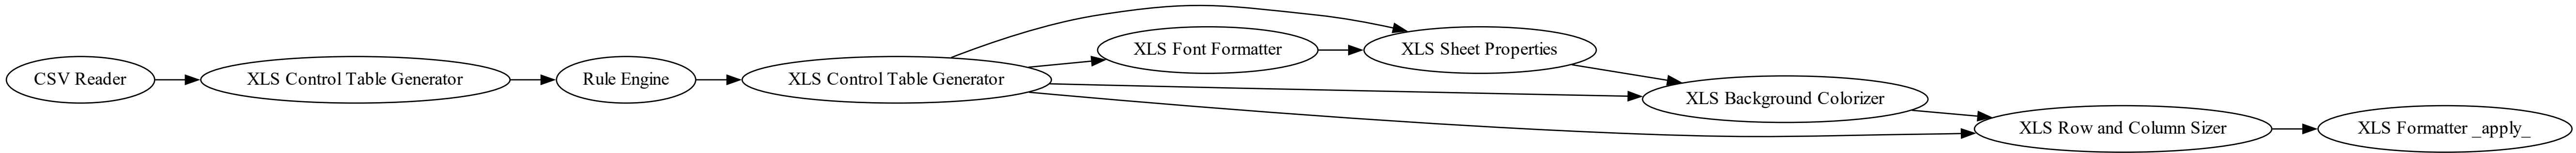 CSV Reader
XLS Control Table Generator
Rule Engine
XLS Control Table Generator
XLS Font Formatter
XLS Sheet Properties
XLS Background Colorizer
XLS Row and Column Sizer
XLS Formatter _apply_